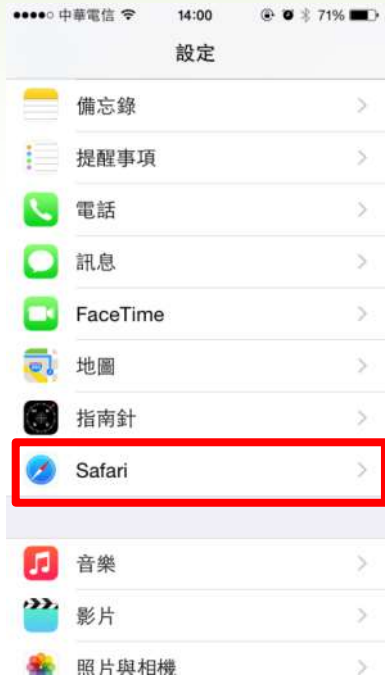 中華電信 14:00 71%
設定
備忘錄
提醒事項
電話
訊息
FaceTime
地圖
指南針
Safari
音樂
影片
照片與相機